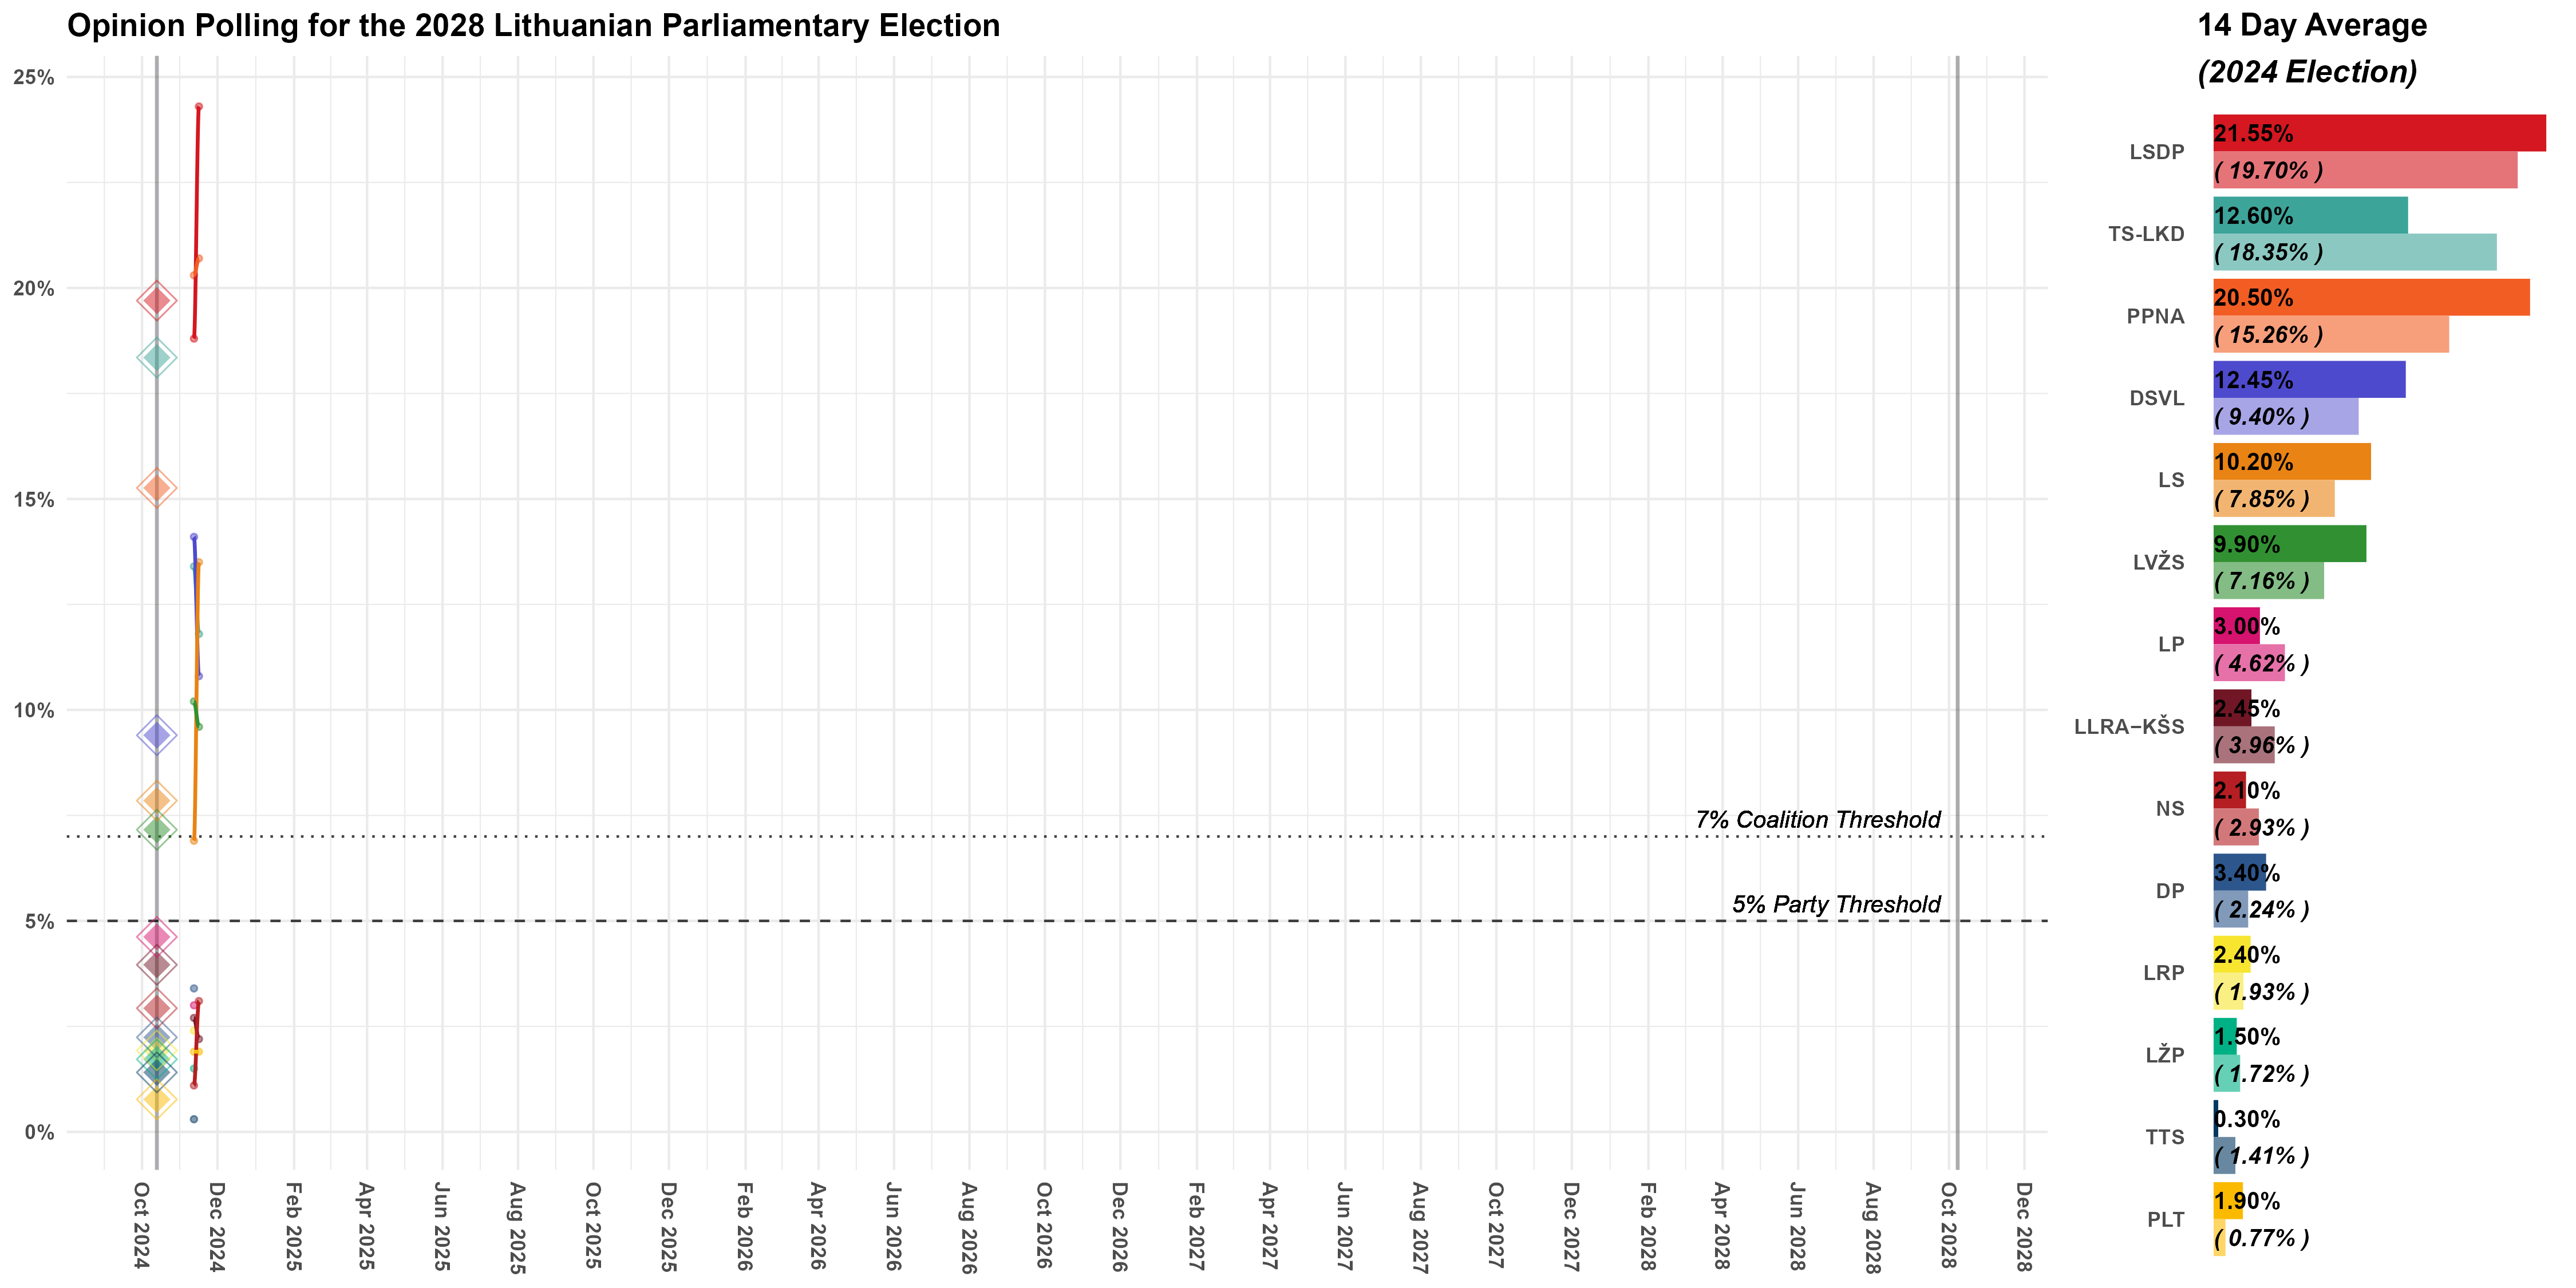 Opinion Polling for the 2028 Lithuanian Parliamentary Election
25%
20%
15%
10%
5%
0%
7% Coalition Threshold
5% Party Threshold
Oct 2024
Dec 2024
Feb 2025
Apr 2025
Jun 2025
Aug 2025
Oct 2025
Dec 2025
Feb 2026
Apr 2026
Jun 2026
Aug 2026
Oct 2026
Dec 2026
Feb 2027
Apr 2027
Jun 2027
Aug 2027
Oct 2027
Dec 2027
Feb 2028
Apr 2028
Jun 2028
Aug 2028
Oct 2028
Dec 2028
14 Day Average
(2024 Election)
LSDP
21.55%
( 19.70% )
TS-LKD
12.60%
( 18.35% )
PPNA
20.50%
( 15.26% )
DSVL
12.45%
( 9.40% )
LS
10.20%
( 7.85% )
LVŽS
9.90%
( 7.16% )
LP
3.00%
( 4.62% )
LLRA–KŠS
2.45%
( 3.96% )
NS
2.10%
( 2.93% )
DP
3.40%
( 2.24% )
LRP
2.40%
( 1.93% )
LŽP
1.50%
( 1.72% )
TTS
0.30%
( 1.41% )
PLT
1.90%
( 0.77% )